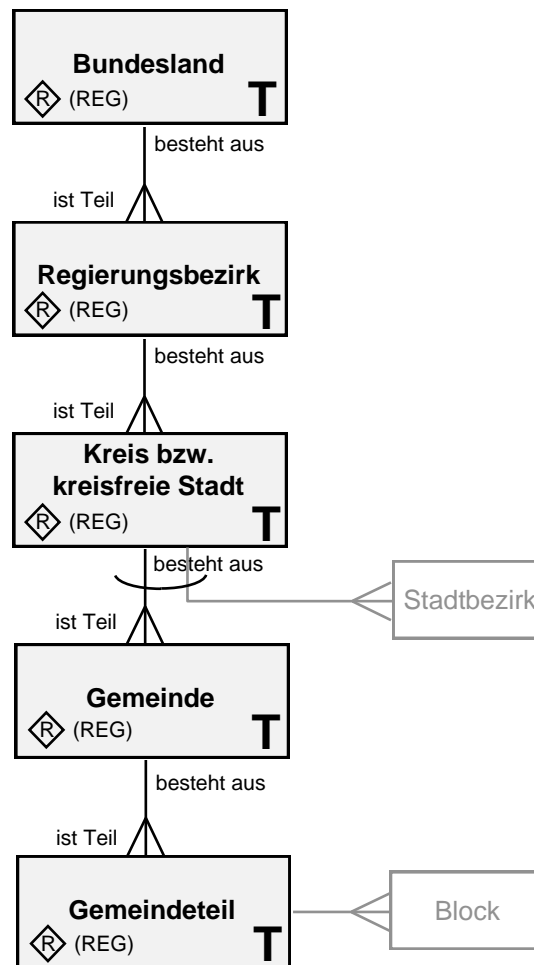 Bundesland
R (REG) T
besteht aus
ist Teil
Regierungsbezirk
R (REG) T
besteht aus
ist Teil
Kreis bzw.
kreisfreie Stadt
R (REG) T
besteht aus
Stadtbezirk
ist Teil
Gemeinde
R (REG) T
besteht aus
ist Teil
Gemeindeteil
Block
R (REG) T